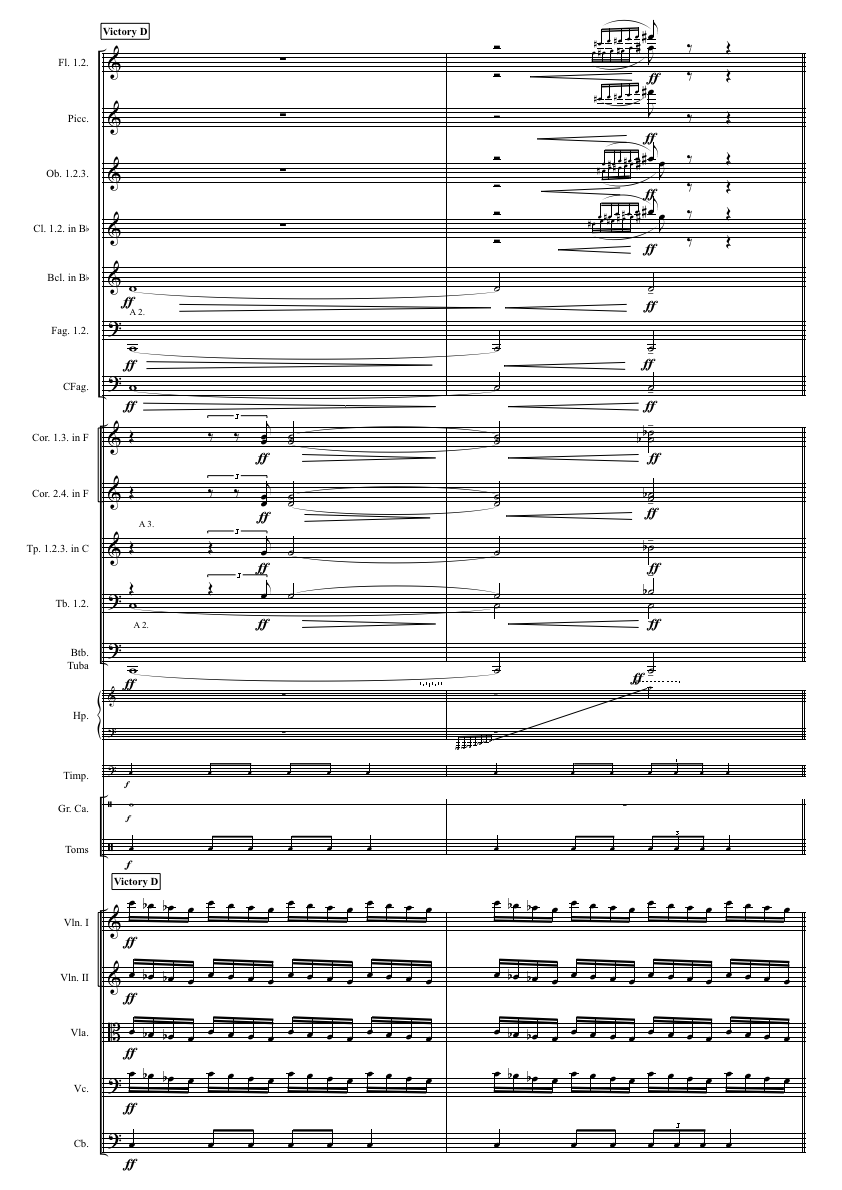 Victory D
Fl. 1.2.
ff
Picc.
ff
Ob. 1.2.3.
ff
Cl. 1.2. in B♭
ff
Bcl. in B♭
ff
ff
A 2.
Fag. 1.2.
ff
ff
CFag.
ff
ff
3
Cor. 1.3. in F
ff
ff
3
Cor. 2.4. in F
ff
ff
A 3.
3
Tp. 1.2.3. in C
ff
ff
3
Tb. 1.2.
A 2.
ff
ff
Btb.
Tuba
ff
ff
Hp.
Timp.
f
Gr. Ca.
f
3
Toms
f
Victory D
Vln. I
ff
Vln. II
ff
Vla.
ff
Vc.
ff
3
Cb.
ff